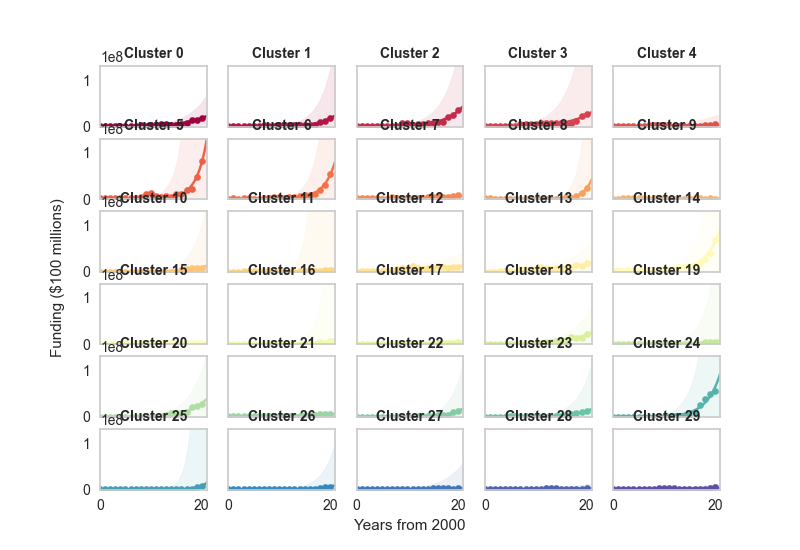 1e8 Cluster 0 Cluster 1 Cluster 2 Cluster 3 Cluster 4
1
0
1e8 Cluster 5 Cluster 6 Cluster 7 Cluster 8 Cluster 9
1
0
1e8 Cluster 10 Cluster 11 Cluster 12 Cluster 13 Cluster 14
1
0
1e8 Cluster 15 Cluster 16 Cluster 17 Cluster 18 Cluster 19
1
0
1e8 Cluster 20 Cluster 21 Cluster 22 Cluster 23 Cluster 24
1
0
1e8 Cluster 25 Cluster 26 Cluster 27 Cluster 28 Cluster 29
1
0
0 20 0 20 0 20 0 20 0 20
Years from 2000
Funding ($100 millions)